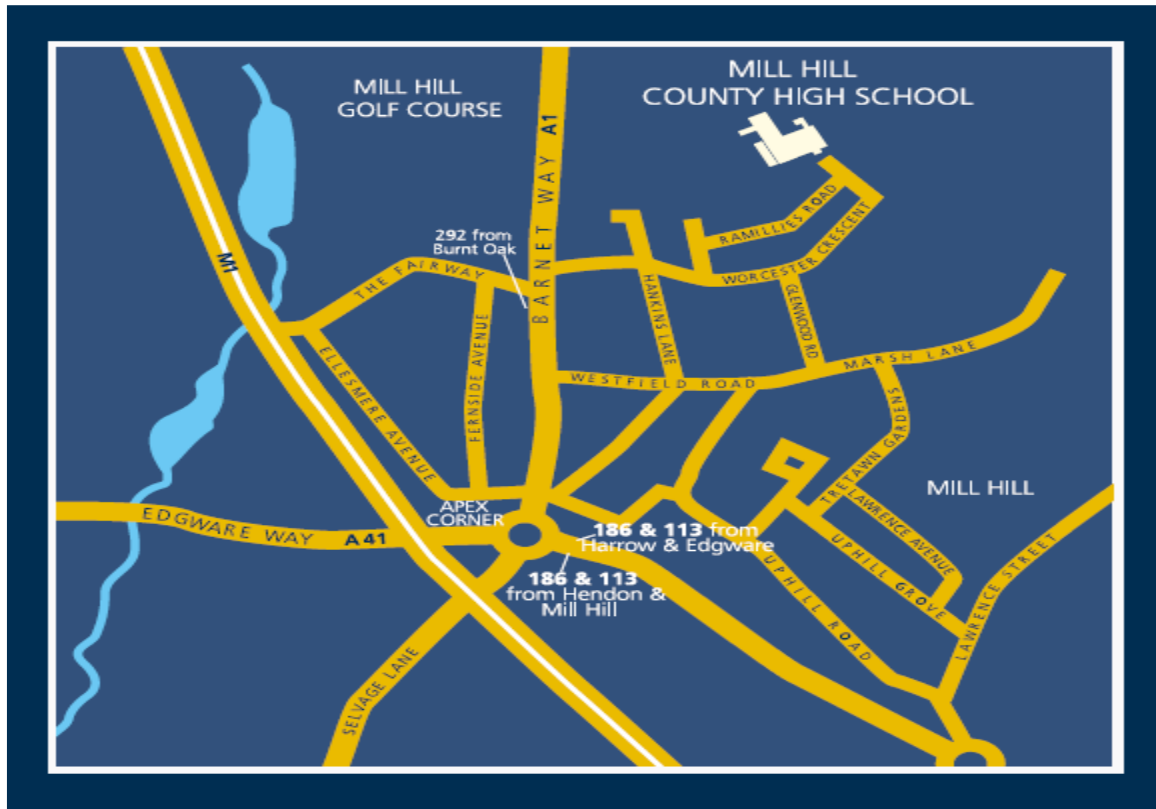 MILL HILL
GOLF COURSE
MILL HILL
COUNTY HIGH SCHOOL
BARNET WAY A1
M1
292 from
Burnt Oak
THE FAIRWAY
RAMILLIES ROAD
WORCESTER CRESCENT
HANKINS LANE
GLENWOOD RD
FERNSIDE AVENUE
ELLESMERE AVENUE
WESTFIELD ROAD
MARSH LANE
TRETAWN GARDENS
MILL HILL
LAWRENCE AVENUE
UPHILL GROVE
LAWRENCE STREET
APEX
CORNER
EDGWARE WAY A41
186 & 113 from
Harrow & Edgware
186 & 113
from Hendon &
Mill Hill
UPHILL ROAD
SELVAGE LANE